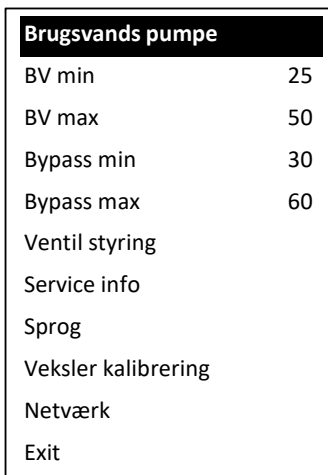 Brugsvands pumpe
BV min 25
BV max 50
Bypass min 30
Bypass max 60
Ventil styring
Service info
Sprog
Veksler kalibrering
Netværk
Exit